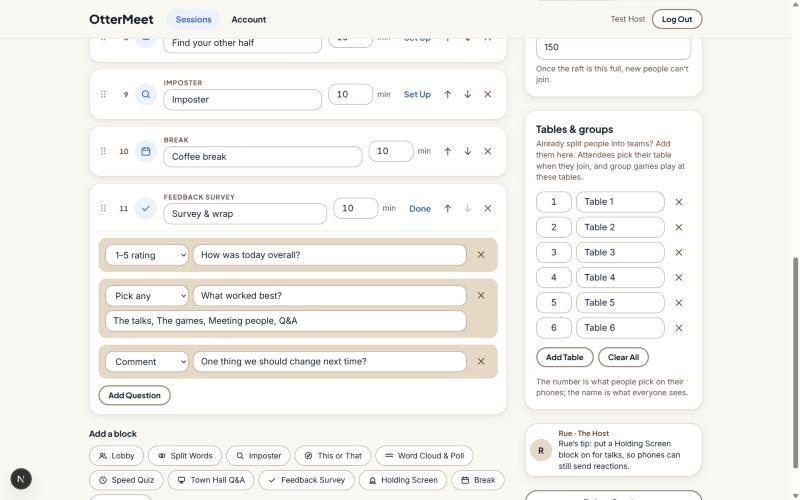 OtterMeet
Sessions
Account
Test Host
Log Out
Find your other half
9
IMPOSTER
Imposter
10
min
Set Up
10
BREAK
Coffee break
10
min
11
FEEDBACK SURVEY
Survey & wrap
10
min
Done
1–5 rating
How was today overall?
Pick any
What worked best?
The talks, The games, Meeting people, Q&A
Comment
One thing we should change next time?
Add Question
Add a block
Lobby
Split Words
Imposter
This or That
Word Cloud & Poll
Speed Quiz
Town Hall Q&A
Feedback Survey
Holding Screen
Break
150
Once the raft is this full, new people can't
join.
Tables & groups
Already split people into teams? Add
them here. Attendees pick their table
when they join, and group games play at
these tables.
1
Table 1
2
Table 2
3
Table 3
4
Table 4
5
Table 5
6
Table 6
Add Table
Clear All
The number is what people pick on their
phones; the name is what everyone sees.
R
Rue · The Host
Rue's tip: put a Holding Screen
block on for talks, so phones can
still send reactions.
N